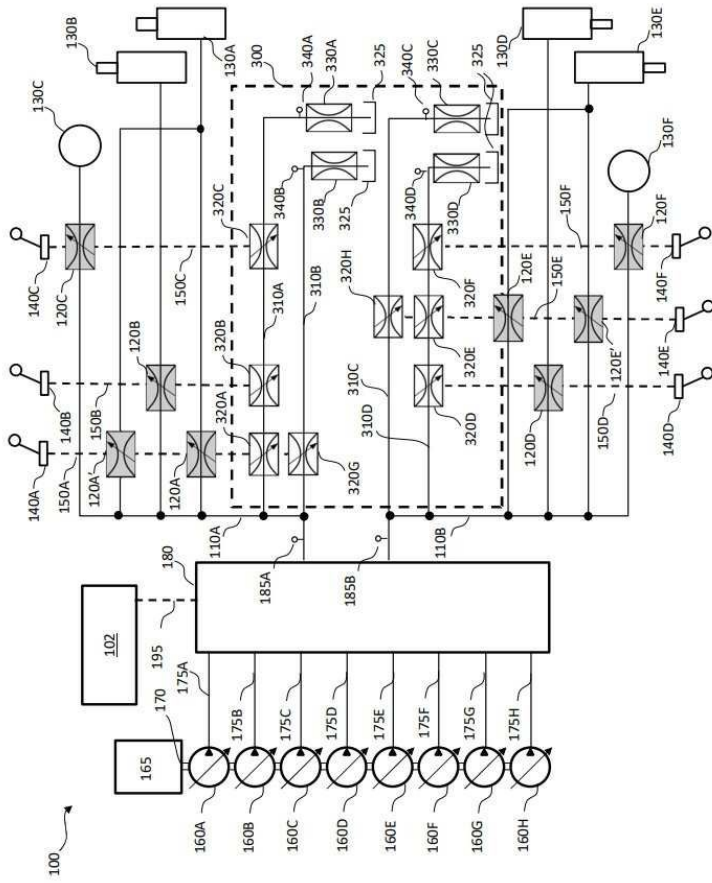 140A
140C
130C
100
150A
140B
120C
130B
150B
120A'
102
120B
165
195
150C
120A
180
170
175A
130A
160A
320A
320B
320C
300
110A
175B
160B
310A
185A
340B
340A
175C
160C
320G
310B
330B
330A
175D
160D
325
325
185B
310C
320H
340D
340C
175E
160E
310D
330D
330C
110B
320D
320E
320F
325
175F
160F
130D
120E
175G
160G
120D
150E
150F
175H
160H
150D
120E'
120F
130F
130E
140D
140E
140F